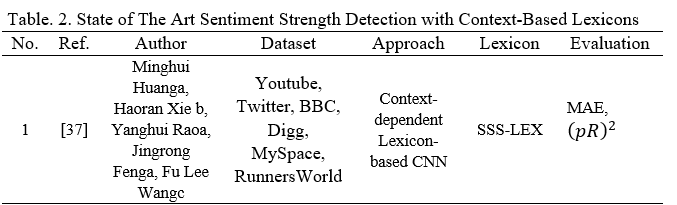 Table. 2. State of The Art Sentiment Strength Detection with Context-Based Lexicons
No. Ref. Author Dataset Approach Lexicon Evaluation
1
[37]
Minghui
Huanga,
Haoran Xie b,
Yanghui Raoa,
Jingrong
Fenga, Fu Lee
Wangc
Youtube,
Twitter, BBC,
Digg,
MySpace,
RunnersWorld
Context-
dependent
Lexicon-
based CNN
SSS-LEX
MAE,
(pR)²